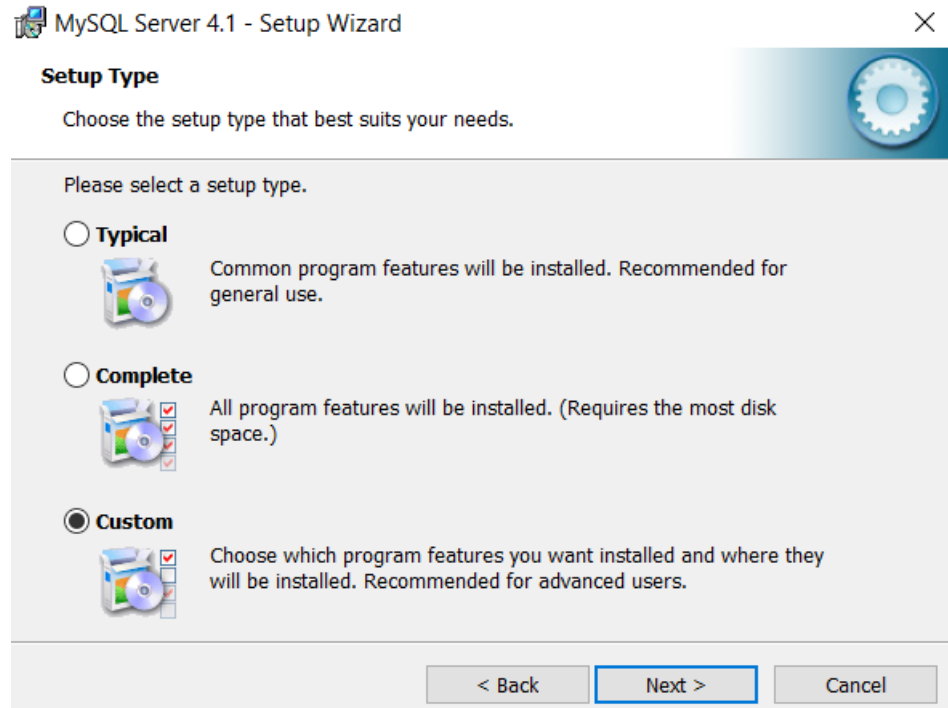 MySQL Server 4.1 - Setup Wizard
Setup Type
Choose the setup type that best suits your needs.
Please select a setup type.
Typical
Common program features will be installed. Recommended for
general use.
Complete
All program features will be installed. (Requires the most disk
space.)
Custom
Choose which program features you want installed and where they
will be installed. Recommended for advanced users.
< Back Next > Cancel